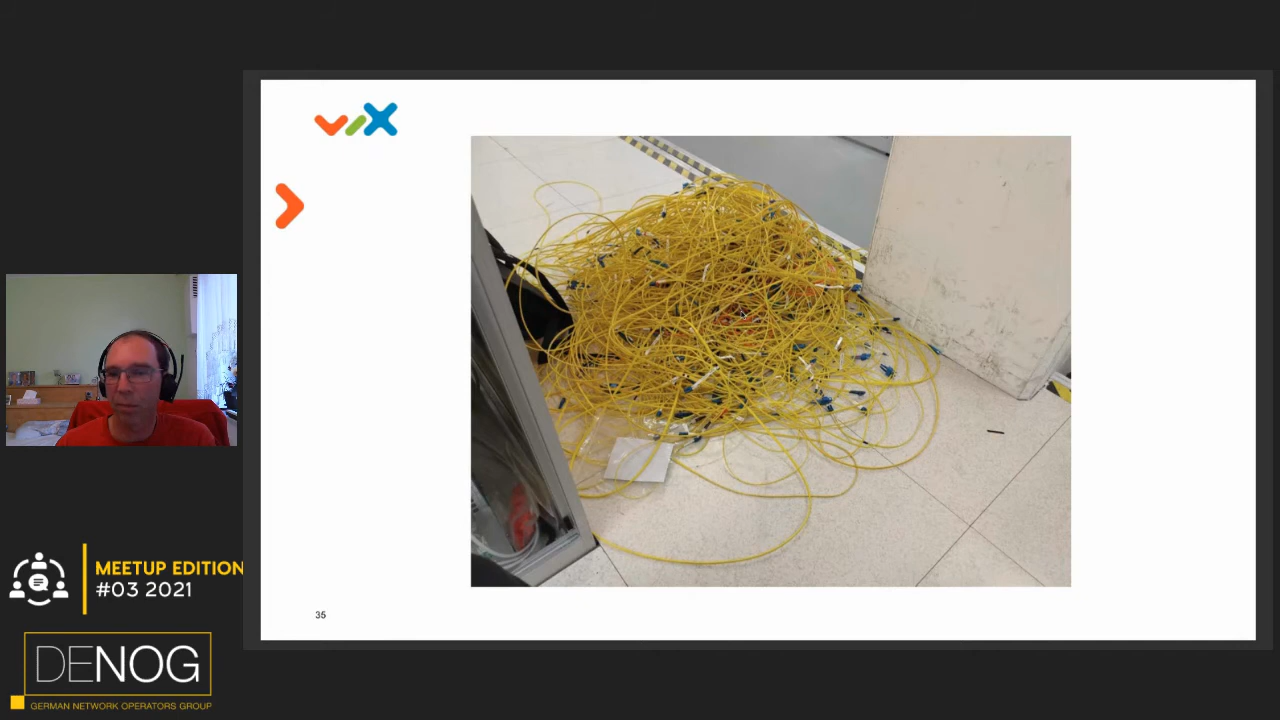 vix
35
MEETUP EDITION
#03 2021
DENOG
GERMAN NETWORK OPERATORS GROUP